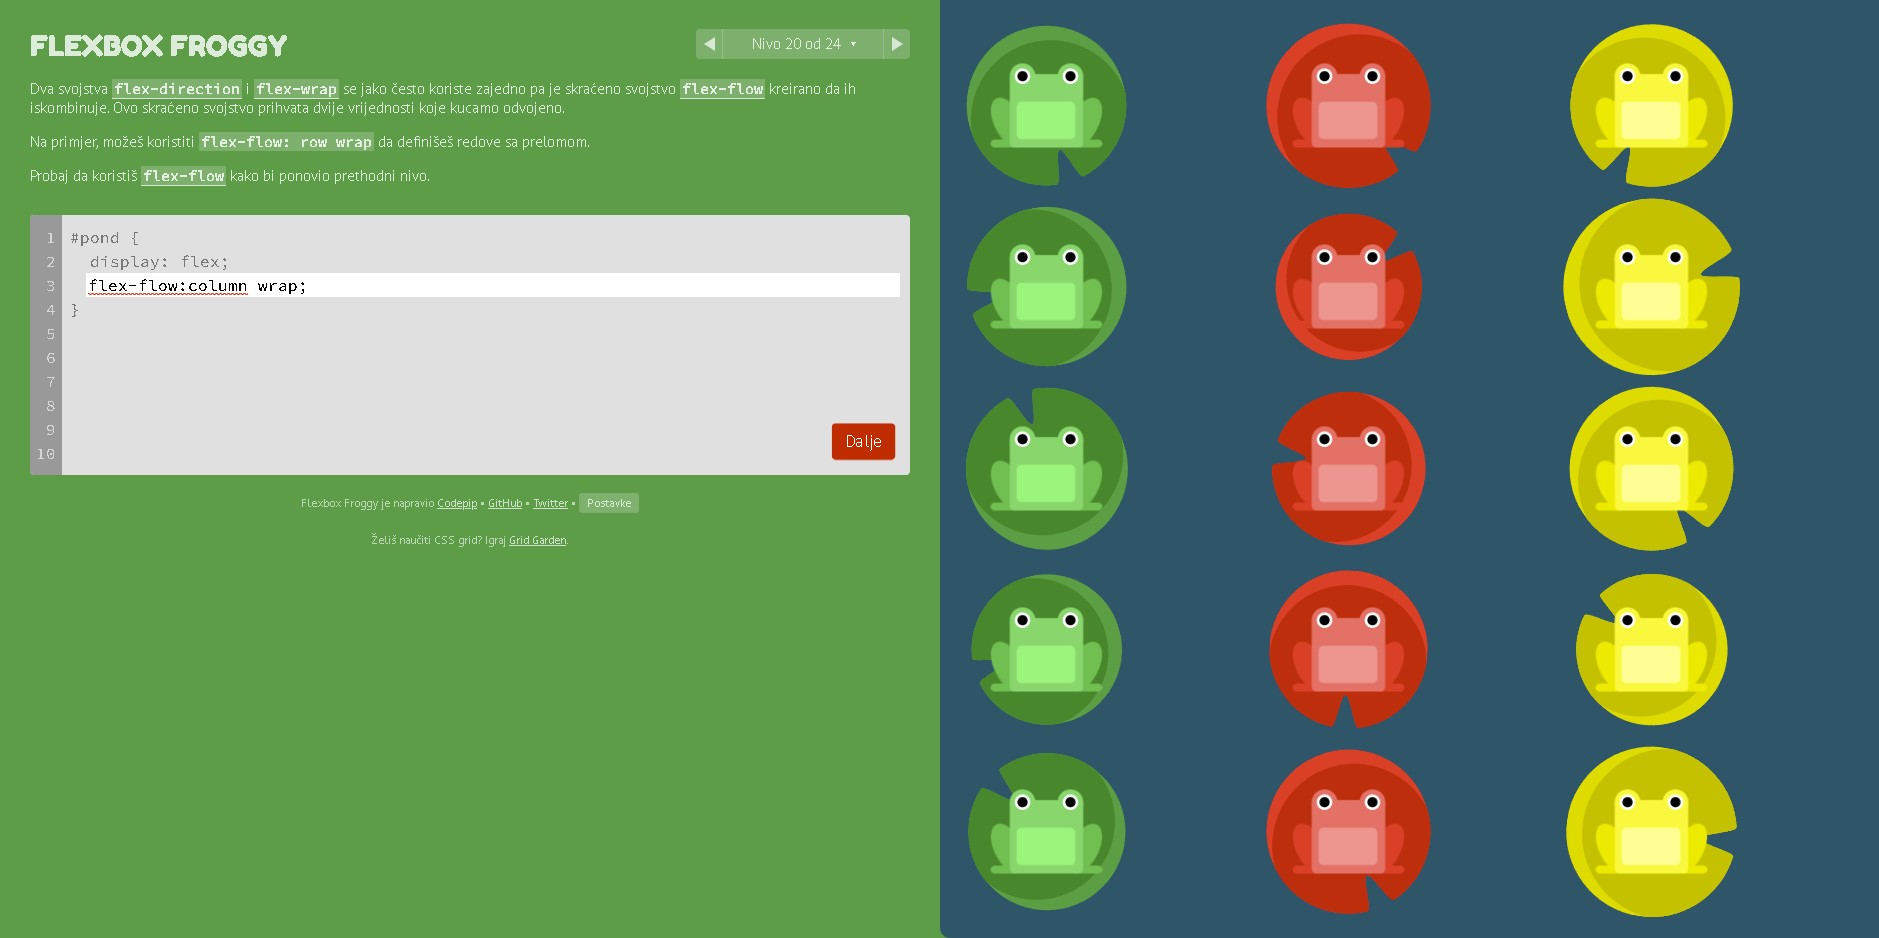 FLEXBOX FROGGY
Nivo 20 od 24
Dva svojstva flex-direction i flex-wrap se jako često koriste zajedno pa je skraćeno svojstvo flex-flow kreirano da ih
iskombinuje. Ovo skraćeno svojstvo prihvata dvije vrijednosti koje kucamo odvojeno.
Na primjer, možeš koristiti flex-flow: row wrap da definišeš redove sa prelomom.
Probaj da koristiš flex-flow kako bi ponovio prethodni nivo.
1 #pond {
2 display: flex;
3 flex-flow:column wrap;
4 }
5
6
7
8
9
10
Dalje
Flexbox Froggy je napravio Codepip • GitHub • Twitter • Postavke
Želiš naučiti CSS grid? Igraj Grid Garden.